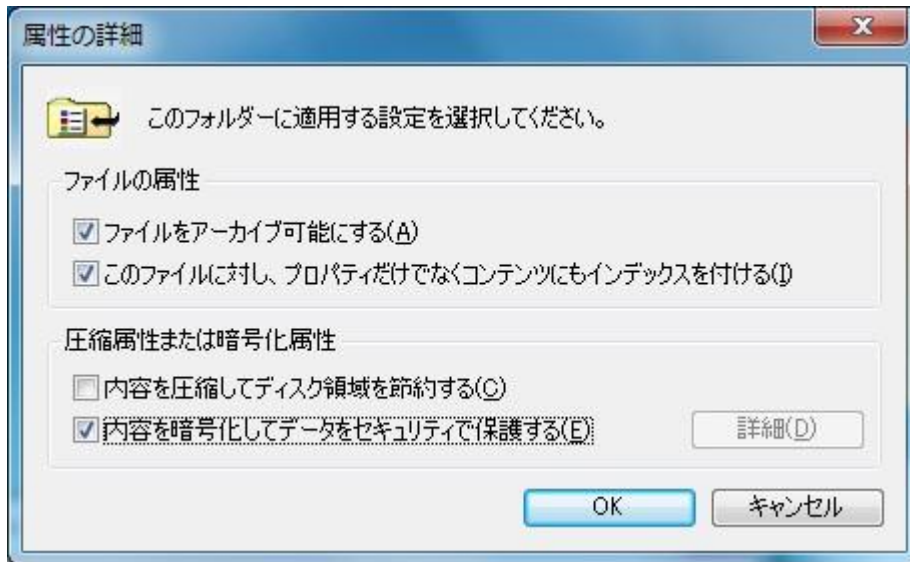 属性の詳細
このフォルダーに適用する設定を選択してください。
ファイルの属性
ファイルをアーカイブ可能にする(A)
このファイルに対し、プロパティだけでなくコンテンツにもインデックスを付ける(I)
圧縮属性または暗号化属性
内容を圧縮してディスク領域を節約する(C)
内容を暗号化してデータをセキュリティで保護する(E)
詳細(D)
OK
キャンセル